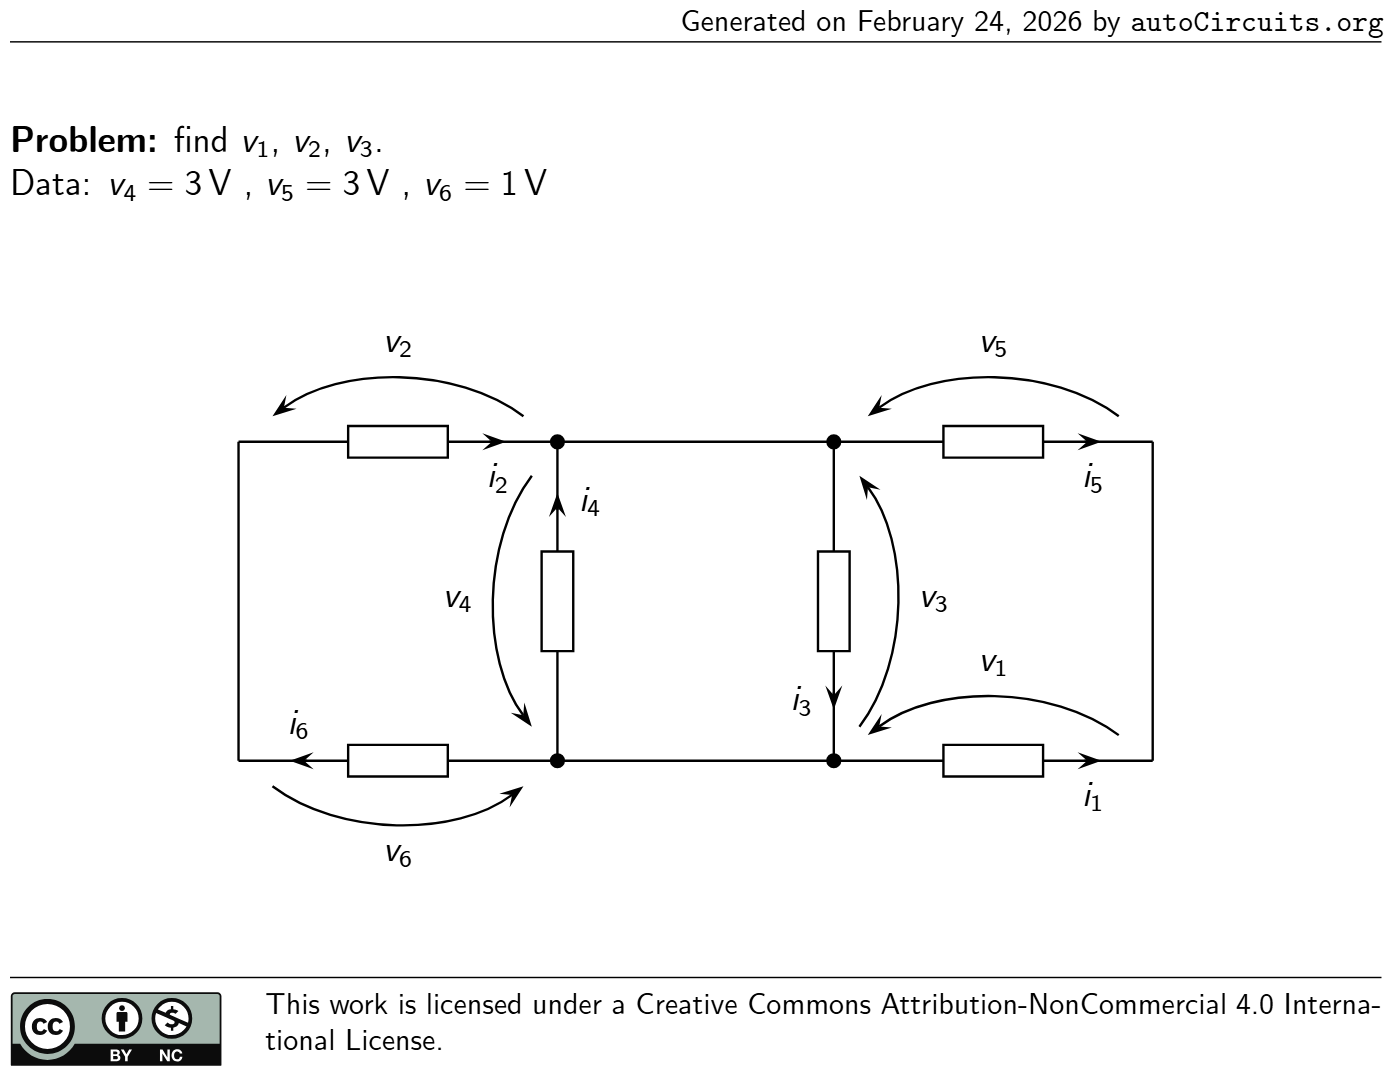 Generated on February 24, 2026 by autoCircuits.org
Problem: find v₁, v₂, v₃.
Data: v₄ = 3 V , v₅ = 3 V , v₆ = 1 V
v₂
v₅
i₂
i₅
i₄
v₄
v₃
v₁
i₃
i₆
i₁
v₆
cc
BY NC
This work is licensed under a Creative Commons Attribution-NonCommercial 4.0 Interna-
tional License.